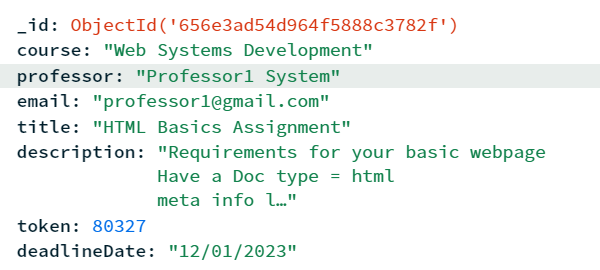 _id: ObjectId('656e3ad54d964f5888c3782f')
course: "Web Systems Development"
professor: "Professor1 System"
email: "professor1@gmail.com"
title: "HTML Basics Assignment"
description: "Requirements for your basic webpage
Have a Doc type = html
meta info l…"
token: 80327
deadlineDate: "12/01/2023"